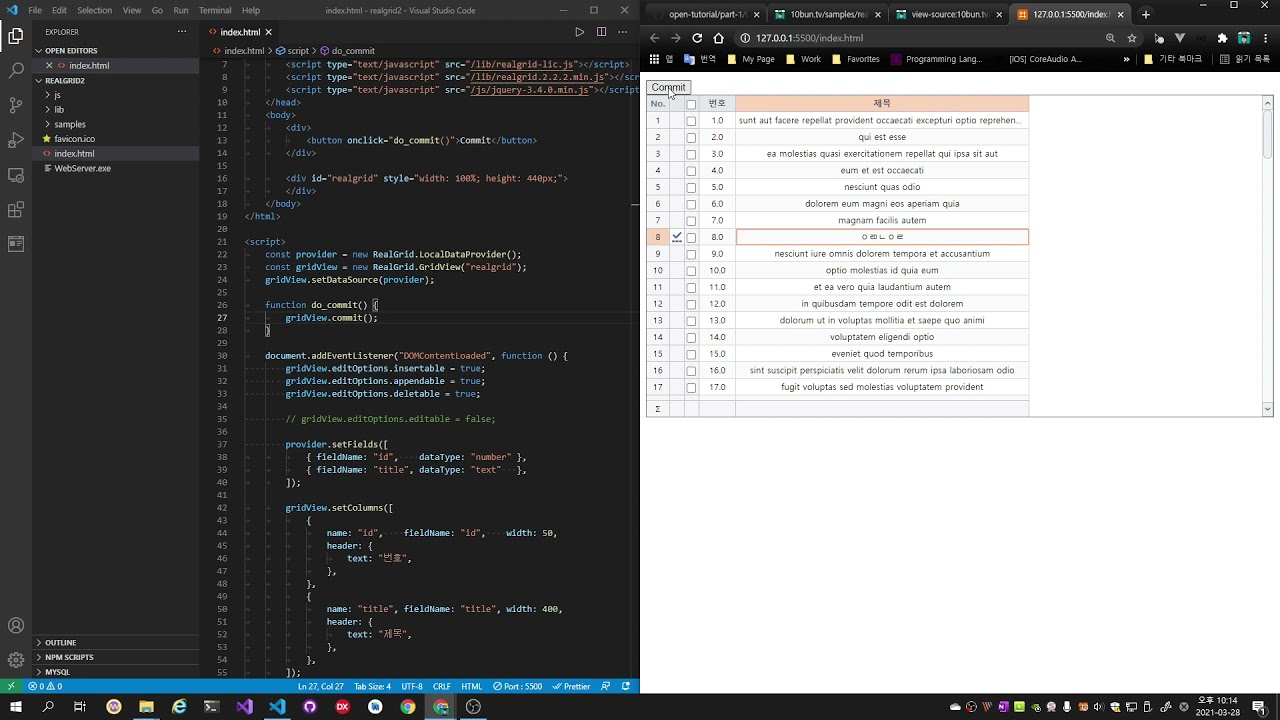 File Edit Selection View Go Run Terminal Help index.html - realgrid2 - Visual Studio Code
EXPLORER
OPEN EDITORS
index.html
REALGRID2
js
lib
samples
favicon.ico
index.html
WebServer.exe
OUTLINE
NPM SCRIPTS
MYSQL
index.html
index.html > script > do_commit
7 <script type="text/javascript" src="/lib/realgrid-lic.js"></script>
8 <script type="text/javascript" src="/lib/realgrid.2.2.2.min.js"></scr
9 <script type="text/javascript" src="/js/jquery-3.4.0.min.js"></script
10 </head>
11 <body>
12 <div>
13 <button onclick="do_commit()">Commit</button>
14 </div>
15
16 <div id="realgrid" style="width: 100%; height: 440px;">
17 </div>
18 </body>
19 </html>
20
21 <script>
22 const provider = new RealGrid.LocalDataProvider();
23 const gridView = new RealGrid.GridView("realgrid");
24 gridView.setDataSource(provider);
25
26 function do_commit() {
27 gridView.commit();
28 }
29
30 document.addEventListener("DOMContentLoaded", function () {
31 gridView.editOptions.insertable = true;
32 gridView.editOptions.appendable = true;
33 gridView.editOptions.deletable = true;
34
35 // gridView.editOptions.editable = false;
36
37 provider.setFields([
38 { fieldName: "id", dataType: "number" },
39 { fieldName: "title", dataType: "text" },
40 ]);
41
42 gridView.setColumns([
43 {
44 name: "id", fieldName: "id", width: 50,
45 header: {
46 text: "번호",
47 },
48 },
49 {
50 name: "title", fieldName: "title", width: 400,
51 header: {
52 text: "제목",
53 },
54 },
55 ]);
0 0 Ln 27, Col 27 Tab Size: 4 UTF-8 CRLF HTML Port : 5500 Prettier
open-tutorial/part-1/ 10bun.tv/samples/re view-source:10bun.tv 127.0.0.1:5500/index.h
127.0.0.1:5500/index.html
앱 번역 My Page Work Favorites Programming Lang... [iOS] CoreAudio A... » 기타 북마크 읽기 목록
Commit
No. 번호 제목
1 1.0 sunt aut facere repellat provident occaecati excepturi optio reprehen...
2 2.0 qui est esse
3 3.0 ea molestias quasi exercitationem repellat qui ipsa sit aut
4 4.0 eum et est occaecati
5 5.0 nesciunt quas odio
6 6.0 dolorem eum magni eos aperiam quia
7 7.0 magnam facilis autem
8 8.0
9 9.0 nesciunt iure omnis dolorem tempora et accusantium
10 10.0 optio molestias id quia eum
11 11.0 et ea vero quia laudantium autem
12 12.0 in quibusdam tempore odit est dolorem
13 13.0 dolorum ut in voluptas mollitia et saepe quo animi
14 14.0 voluptatem eligendi optio
15 15.0 eveniet quod temporibus
16 16.0 sint suscipit perspiciatis velit dolorum rerum ipsa laboriosam odio
17 17.0 fugit voluptas sed molestias voluptatem provident
Σ
오후 10:14
2021-03-28